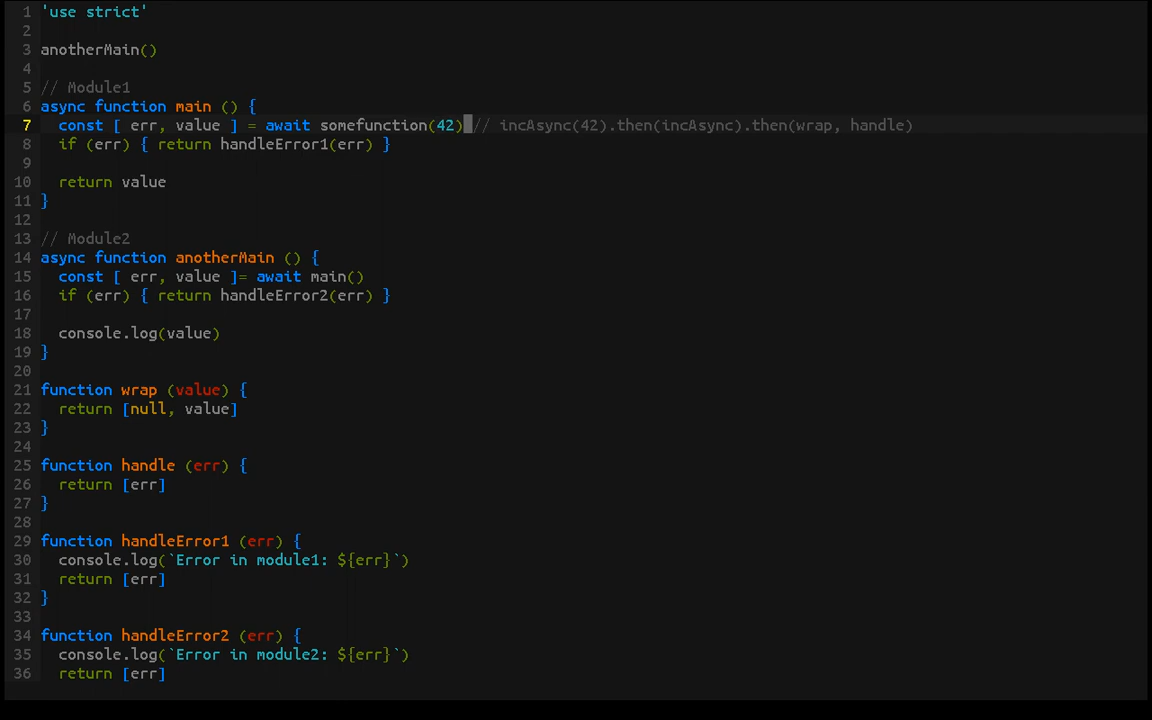 1 'use strict'
2
3 anotherMain()
4
5 // Module1
6 async function main () {
7   const [ err, value ] = await somefunction(42) // incAsync(42).then(incAsync).then(wrap, handle)
8   if (err) { return handleError1(err) }
9
10   return value
11 }
12
13 // Module2
14 async function anotherMain () {
15   const [ err, value ]= await main()
16   if (err) { return handleError2(err) }
17
18   console.log(value)
19 }
20
21 function wrap (value) {
22   return [null, value]
23 }
24
25 function handle (err) {
26   return [err]
27 }
28
29 function handleError1 (err) {
30   console.log(`Error in module1: ${err}`)
31   return [err]
32 }
33
34 function handleError2 (err) {
35   console.log(`Error in module2: ${err}`)
36   return [err]